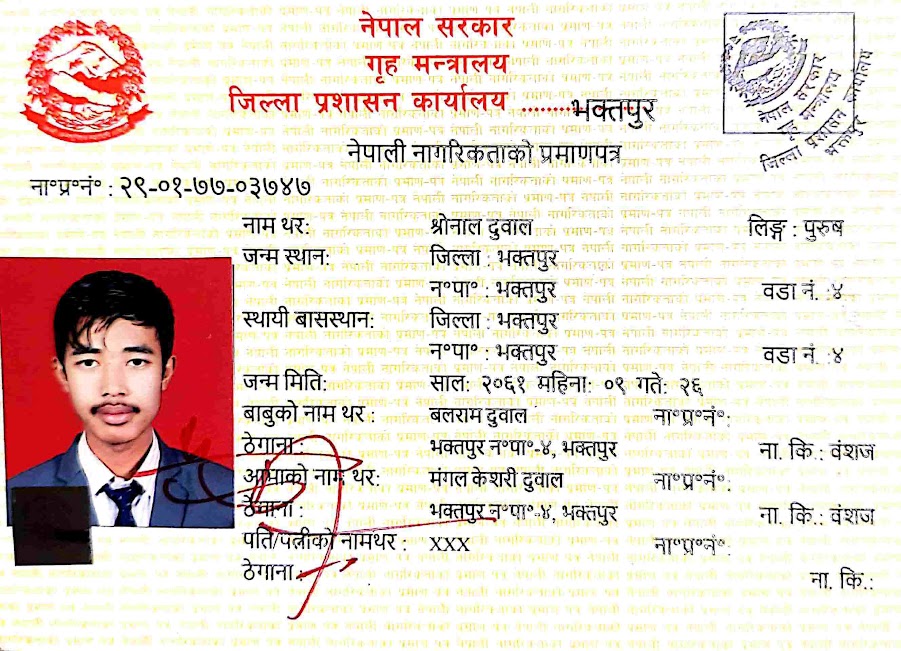 नेपाल सरकार
गृह मन्त्रालय
जिल्ला प्रशासन कार्यालय ..........भक्तपुर
नेपाल सरकार
गृह मन्त्रालय
जिल्ला प्रशासन कार्यालय
भक्तपुर
नेपाली नागरिकताको प्रमाणपत्र
ना°प्र°नं° : २९-०१-७७-०३७४७
नाम थर: श्रोनाल दुवाल लिङ्ग : पुरुष
जन्म स्थान: जिल्ला : भक्तपुर
न°पा° : भक्तपुर वडा नं. :४
स्थायी बासस्थान: जिल्ला : भक्तपुर
न°पा° : भक्तपुर वडा नं :४
जन्म मिति: साल: २०६१ महिना: ०९ गते: २६
बाबुको नाम थर : बलराम दुवाल ना°प्र°नं°:
ठेगाना: भक्तपुर न°पा°-४, भक्तपुर ना. कि.: वंशज
आमाको नाम थर: मंगल केशरी दुवाल ना°प्र°नं°:
ठेगाना : भक्तपुर न°पा°-४, भक्तपुर ना. कि.: वंशज
पति/पत्नीको नामथर : XXX ना°प्र°नं°:
ठेगाना : ना. कि.: